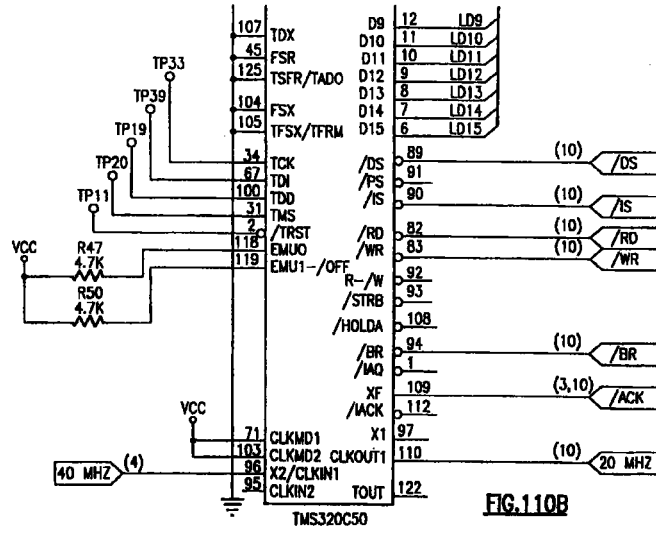 107 TDX
45 FSR
125 TSFR/TADO
104 FSX
105 TFSX/TFRM
TP33
TP39
TP19
TP20
TP11
34 TCK
67 TDI
100 TDD
31 TMS
2 /TRST
118 EMU0
119 EMU1-/OFF
VCC
R47
4.7K
R50
4.7K
VCC
71 CLKMD1
103 CLKMD2
96 X2/CLKIN1
95 CLKIN2
40 MHZ (4)
D9 12 LD9
D10 11 LD10
D11 10 LD11
D12 9 LD12
D13 8 LD13
D14 7 LD14
D15 6 LD15
/DS 89 (10) /DS
/PS 91
/IS 90 (10) /IS
/RD 82 (10) /RD
/WR 83 (10) /WR
R-/W 92
/STRB 93
/HOLDA 108
/BR 94 (10) /BR
/IAQ 1
XF 109 (3,10) /ACK
/IACK 112
X1 97
CLKOUT1 110 (10) 20 MHZ
TOUT 122
TMS320C50
FIG.110B